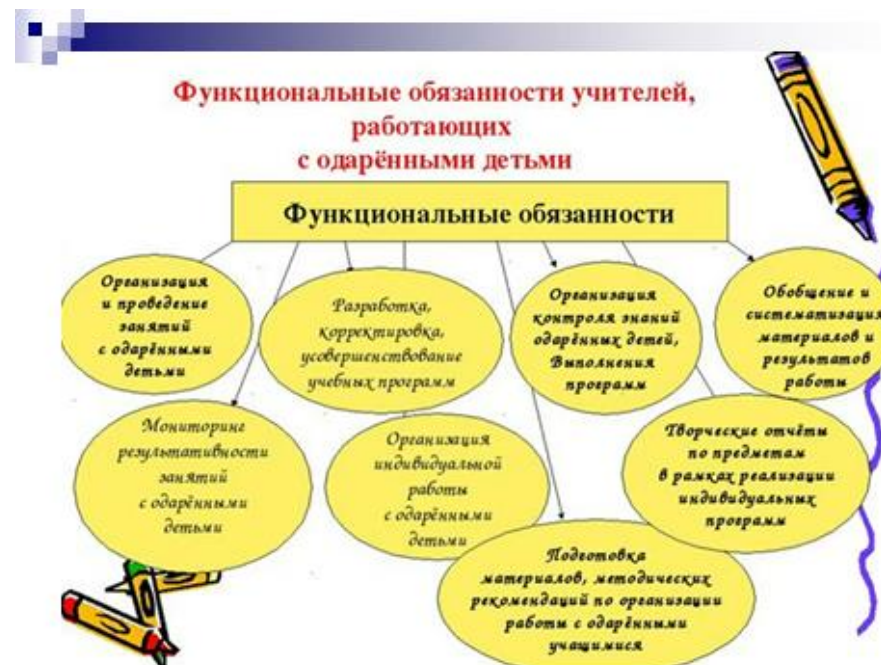 Функциональные обязанности учителей,
работающих
с одарёнными детьми
Функциональные обязанности
Организация
и проведение
занятий
с одарёнными
детьми
Разработка,
корректировка,
усовершенствование
учебных программ
Организация
контроля знаний
одарённых детей,
Выполнения
программ
Обобщение и
систематизация
материалов и
результатов
работы
Мониторинг
результативности
занятий
с одарёнными
детьми
Организация
индивидуальной
работы
с одарёнными
детьми
Творческие отчёты
по предметам
в рамках реализации
индивидуальных
программ
Подготовка
материалов, методических
рекомендаций по организации
работы с одарёнными
учащимися